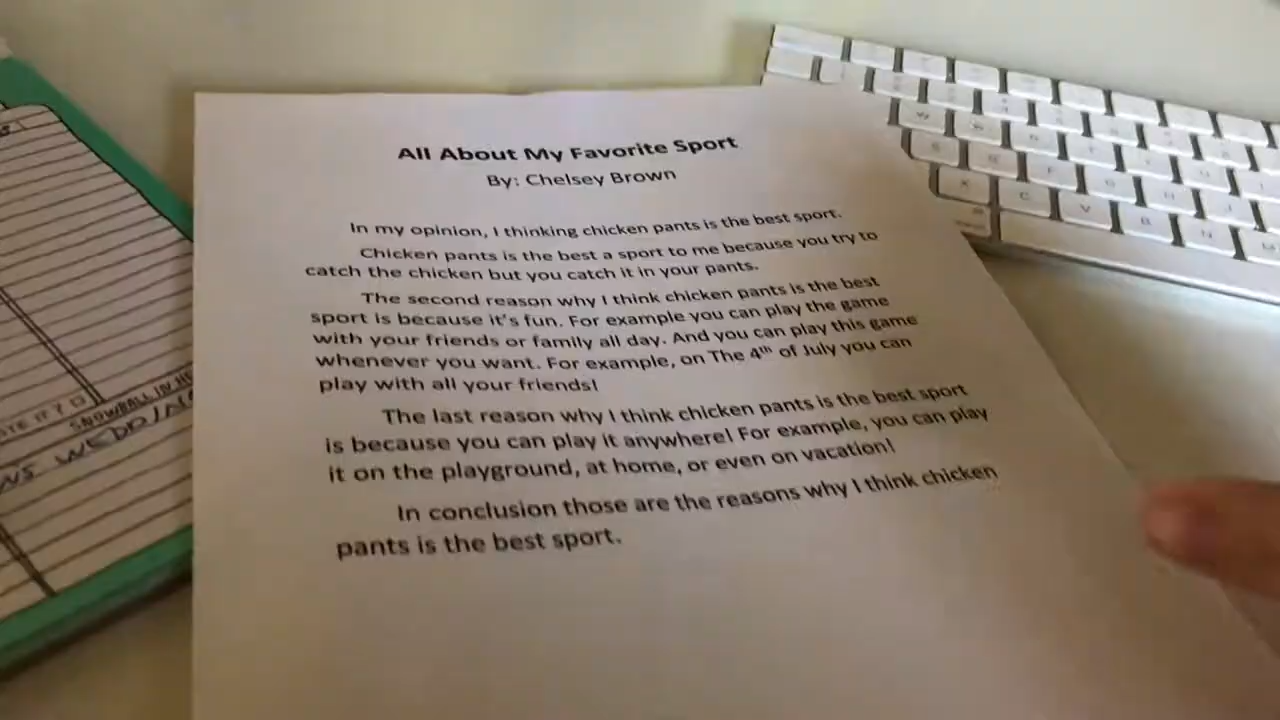 All About My Favorite Sport
By: Chelsey Brown
In my opinion, I thinking chicken pants is the best sport.
Chicken pants is the best a sport to me because you try to
catch the chicken but you catch it in your pants.
The second reason why I think chicken pants is the best
sport is because it's fun. For example you can play the game
with your friends or family all day. And you can play this game
whenever you want. For example, on The 4th of July you can
play with all your friends!
The last reason why I think chicken pants is the best sport
is because you can play it anywhere! For example, you can play
it on the playground, at home, or even on vacation!
In conclusion those are the reasons why I think chicken
pants is the best sport.
SNOWBALL IN
WEDDING
X C V B N M